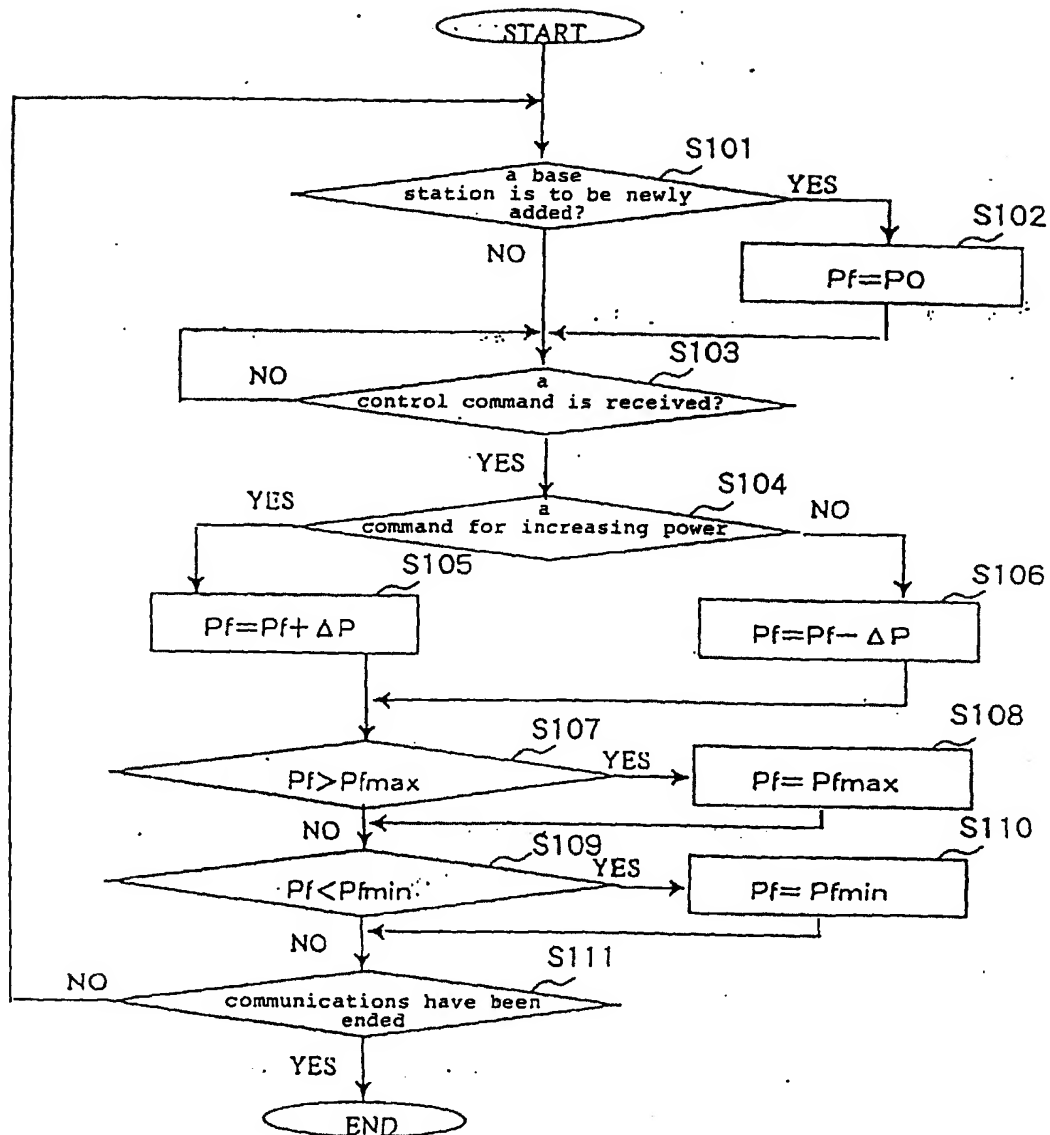 START
S101
a base
station is to be newly
added?
YES
S102
NO
Pf=P0
S103
NO
a
control command is received?
YES
S104
YES
a
command for increasing power
NO
S105
S106
Pf=Pf+ΔP
Pf=Pf-ΔP
S107
S108
Pf>Pfmax
YES
Pf= Pfmax
NO
S109
S110
Pf<Pfmin
YES
Pf= Pfmin
NO
S111
NO
communications have been
ended
YES
END